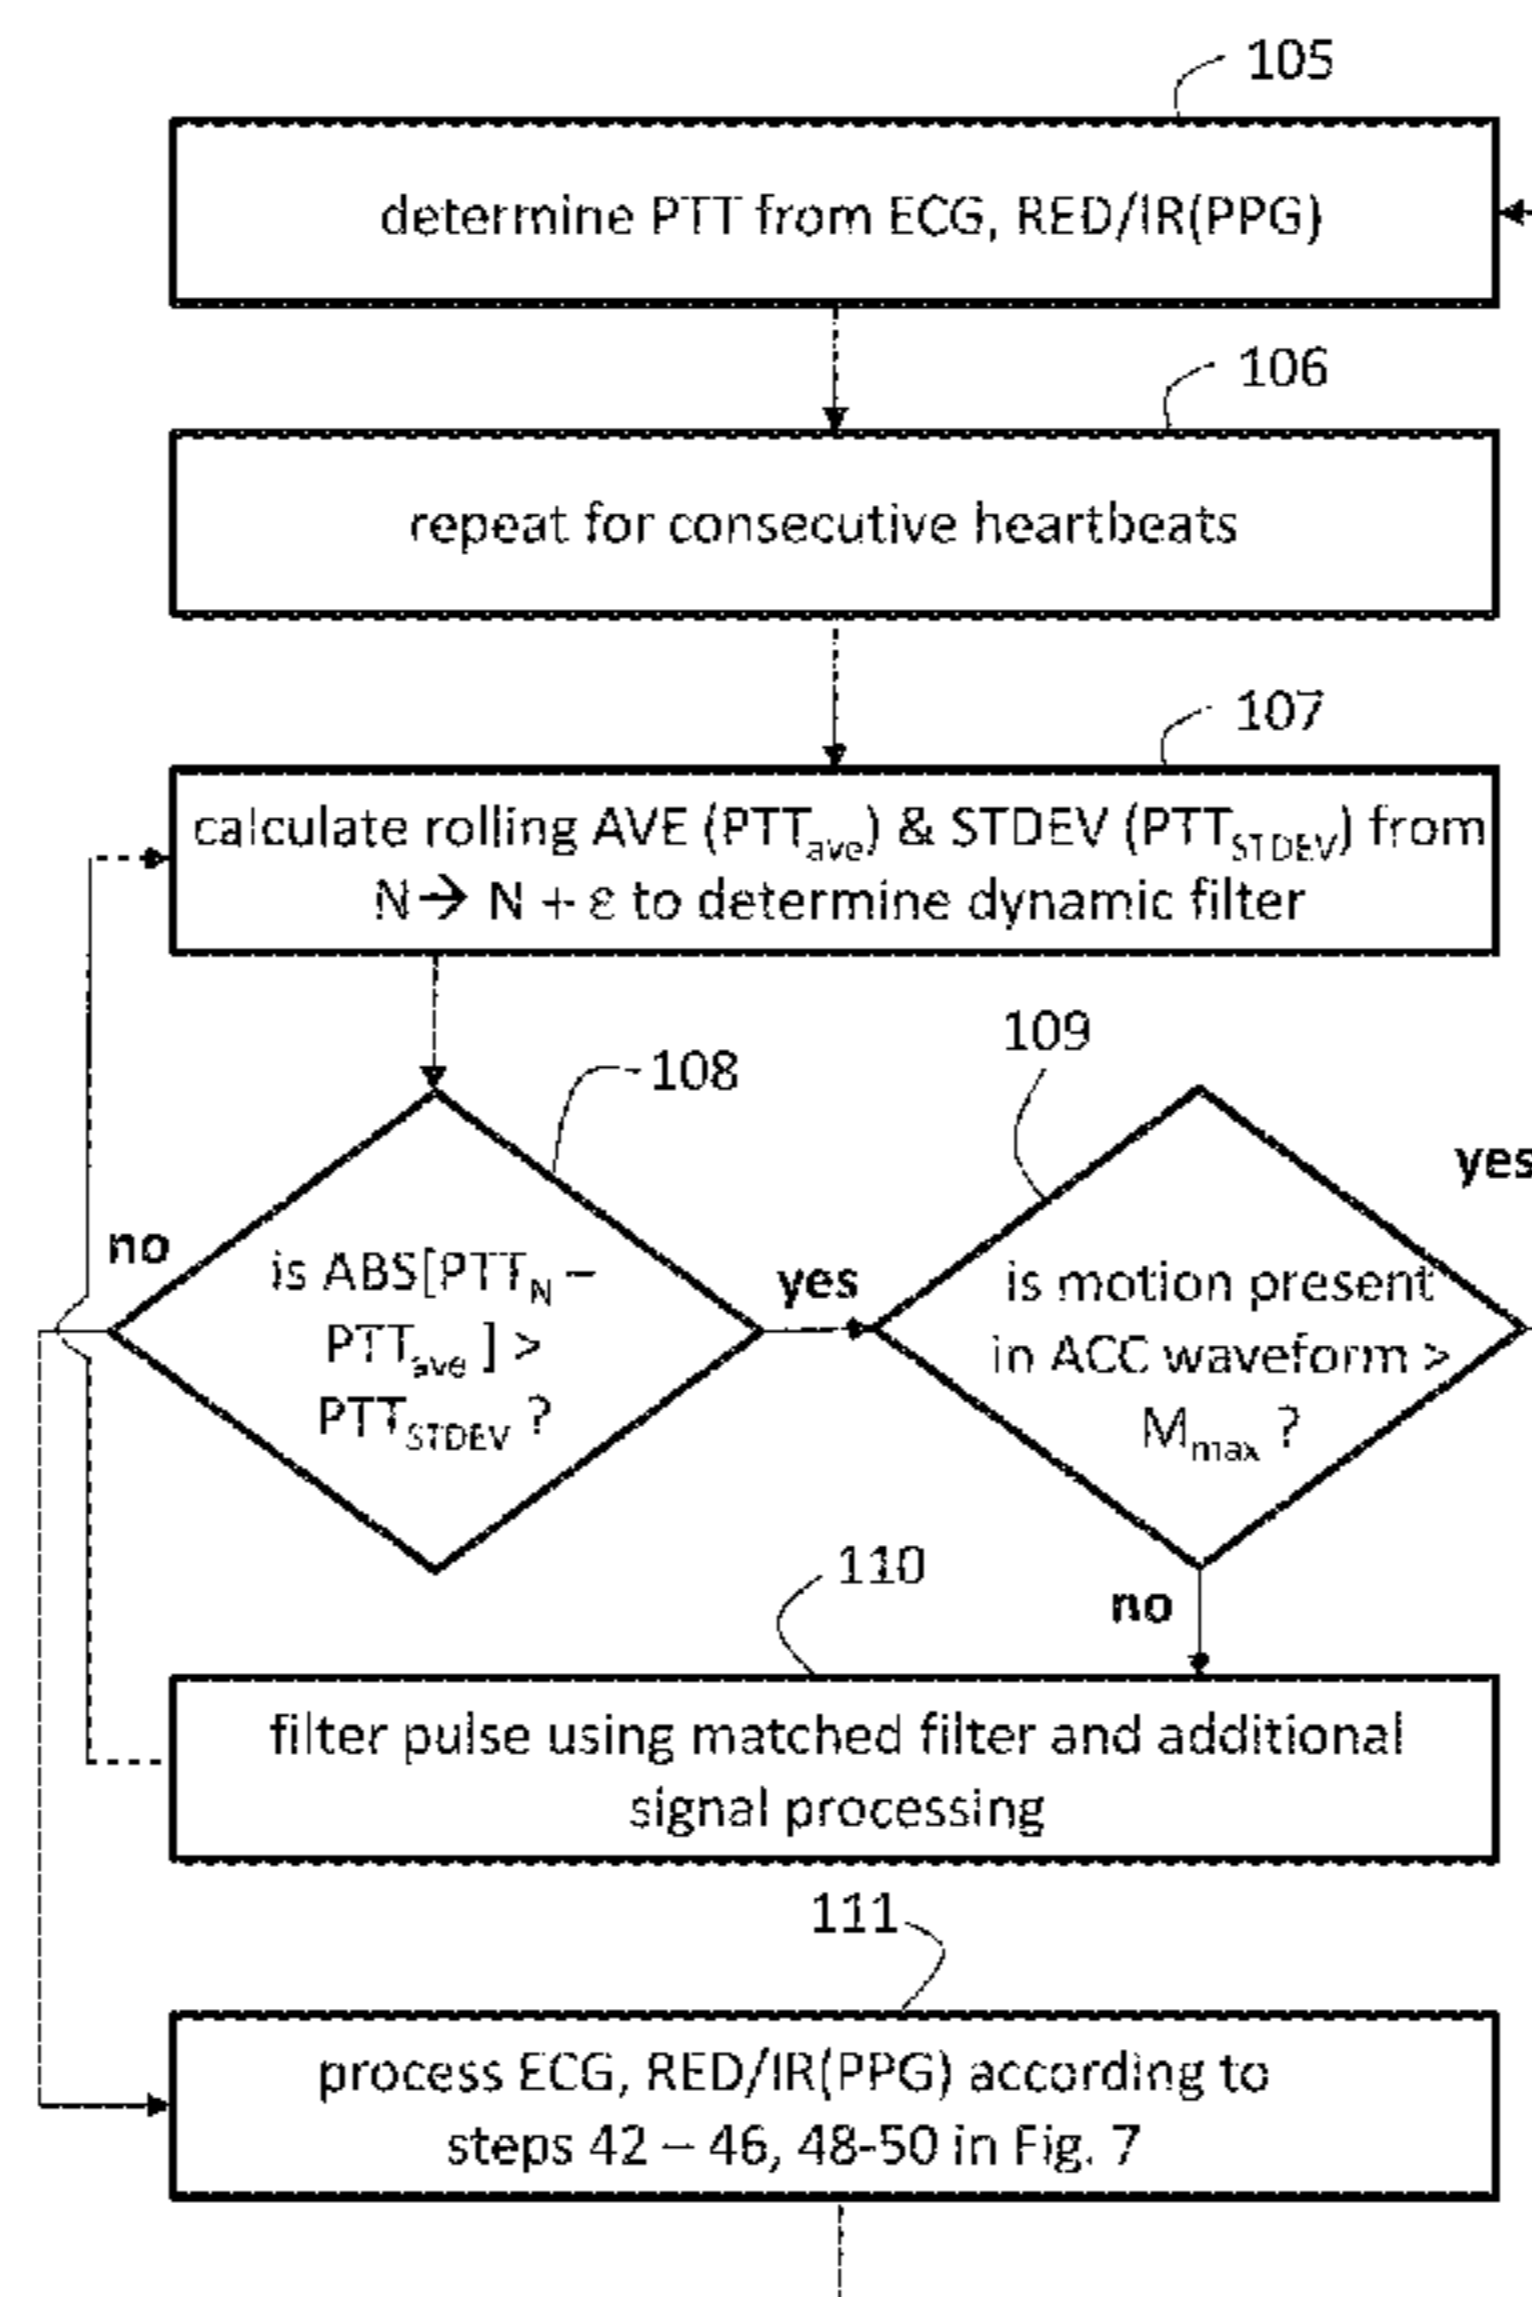 105
determine PTT from ECG, RED/IR(PPG)
106
repeat for consecutive heartbeats
107
calculate rolling AVE (PTTave) & STDEV (PTTSTDEV) from
N → N + ε to determine dynamic filter
108
109
no
is ABS[PTTN –
PTTave ] >
PTTSTDEV ?
yes
is motion present
in ACC waveform >
Mmax ?
yes
no
110
filter pulse using matched filter and additional
signal processing
111
process ECG, RED/IR(PPG) according to
steps 42 – 46, 48-50 in Fig. 7